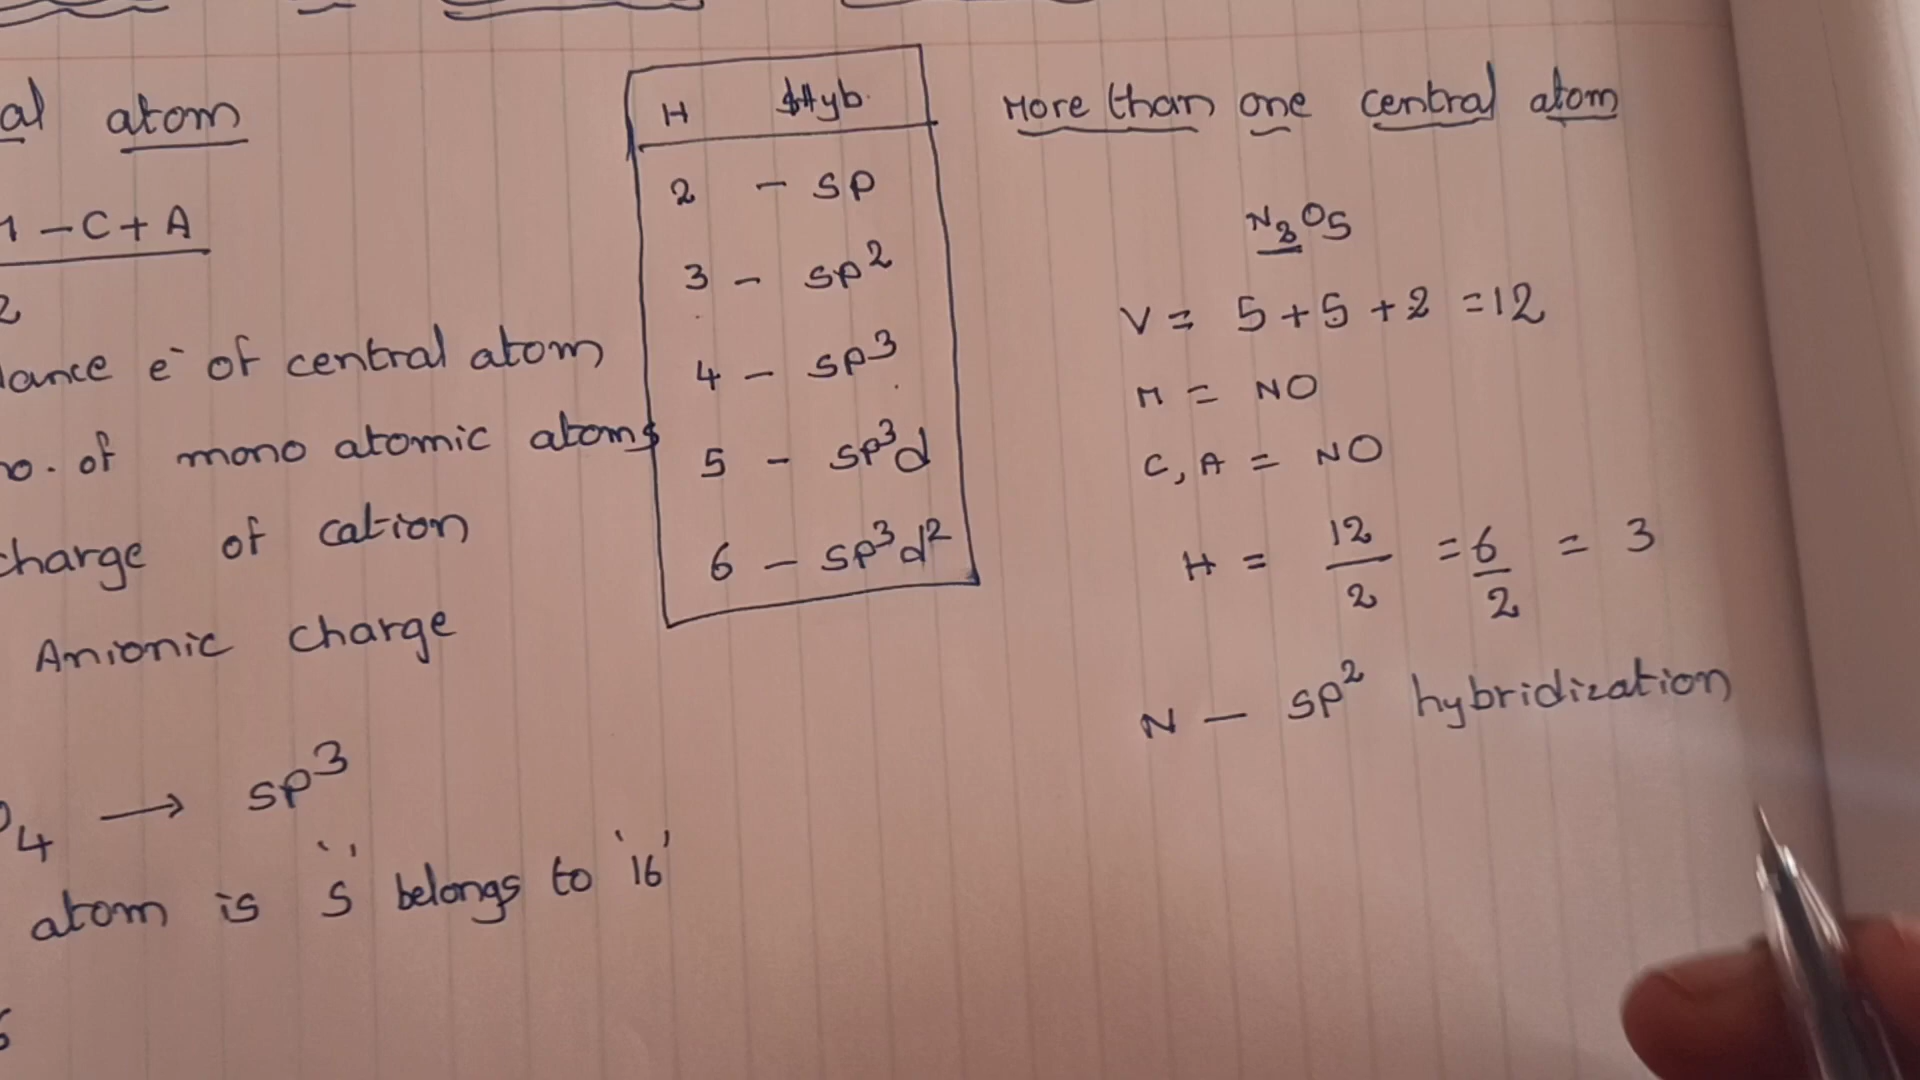 al atom
- C + A
2
lance e⁻ of central atom
no. of mono atomic atoms
charge of cation
Anionic charge
4 → sp³
atom is 'S' belongs to '16'
H Hyb.
2 - sp
3 - sp²
4 - sp³
5 - sp³d
6 - sp³d²
More than one central atom
N₂O₅
V = 5 + 5 + 2 = 12
M = NO
C, A = NO
H = 12/2 = 6/2 = 3
N - sp² hybridization